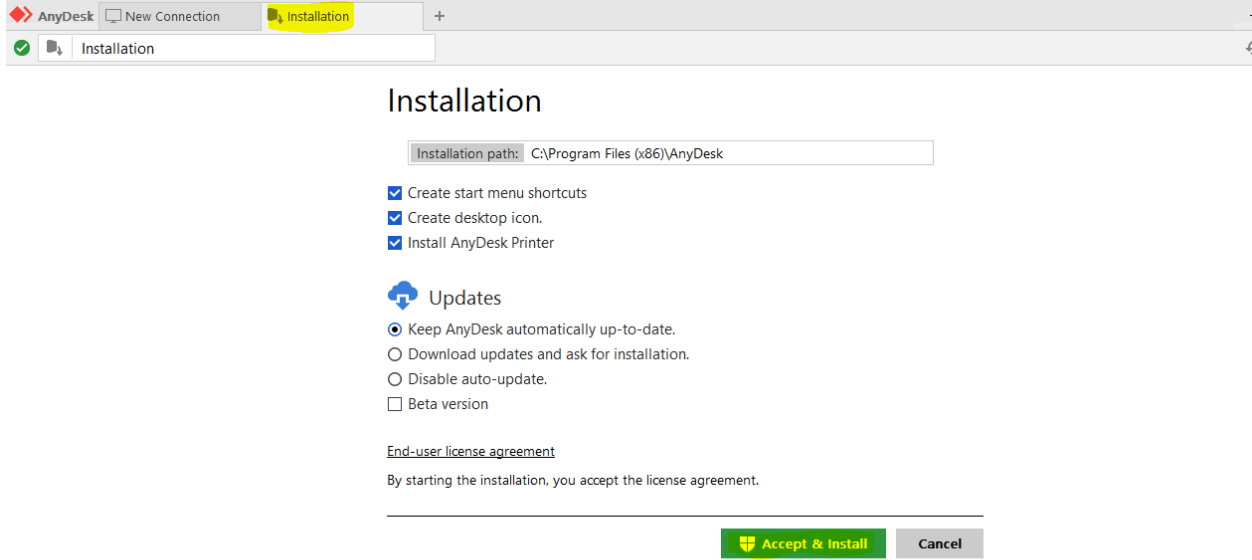 AnyDesk New Connection Installation +
Installation
Installation
Installation path: C:\Program Files (x86)\AnyDesk
Create start menu shortcuts
Create desktop icon.
Install AnyDesk Printer
Updates
Keep AnyDesk automatically up-to-date.
Download updates and ask for installation.
Disable auto-update.
Beta version
End-user license agreement
By starting the installation, you accept the license agreement.
Accept & Install Cancel